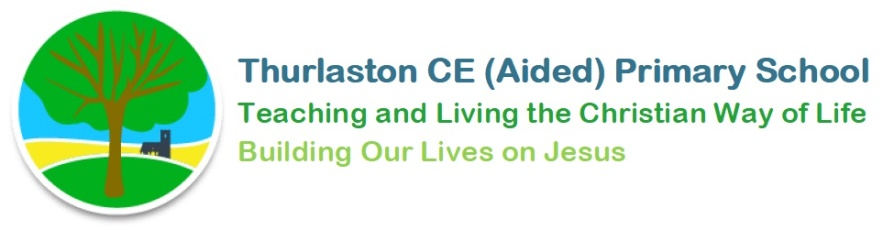 Thurlaston CE (Aided) Primary School
Teaching and Living the Christian Way of Life
Building Our Lives on Jesus